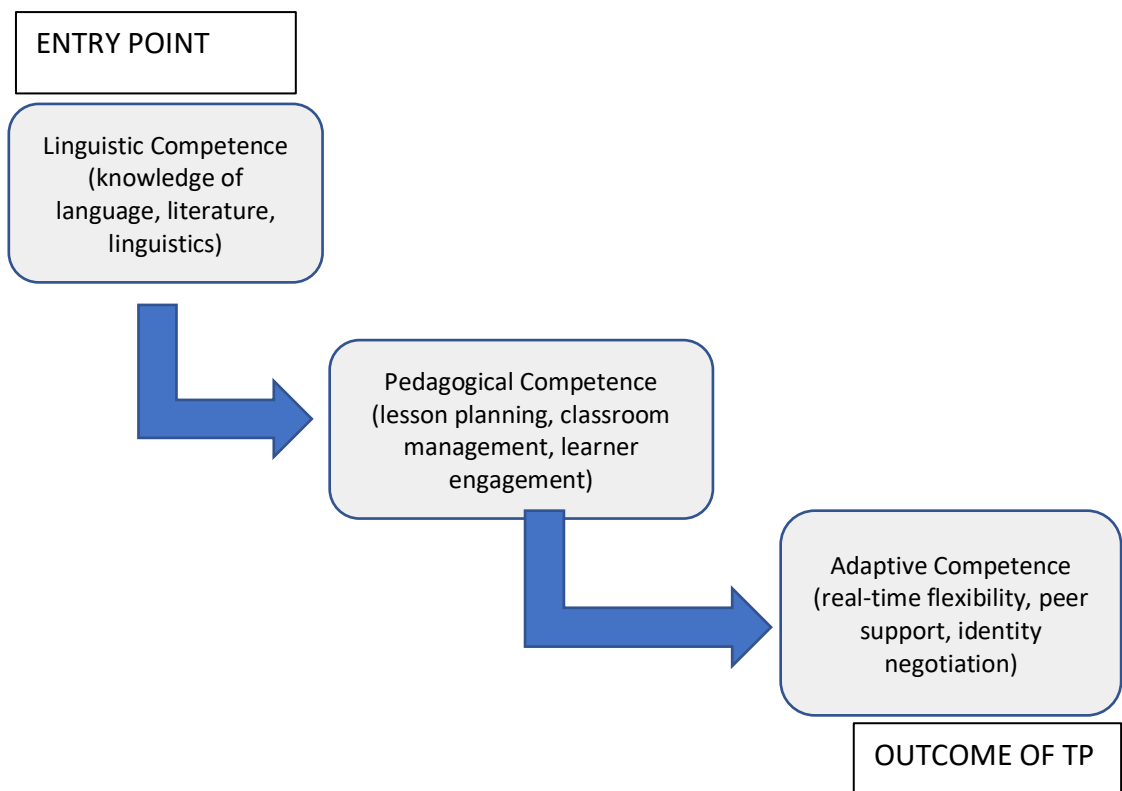 ENTRY POINT
Linguistic Competence
(knowledge of
language, literature,
linguistics)
Pedagogical Competence
(lesson planning, classroom
management, learner
engagement)
Adaptive Competence
(real-time flexibility, peer
support, identity
negotiation)
OUTCOME OF TP